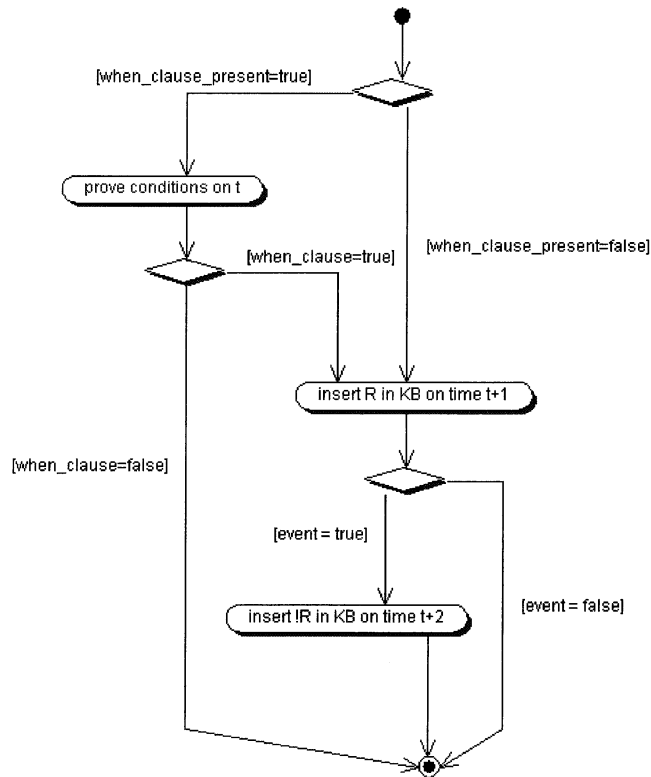 [when_clause_present=true]
prove conditions on t
[when_clause=true]
[when_clause_present=false]
insert R in KB on time t+1
[when_clause=false]
[event = true]
[event = false]
insert !R in KB on time t+2